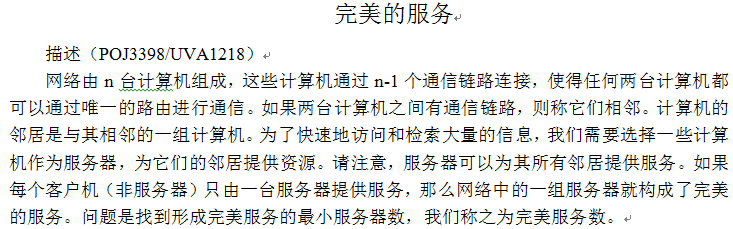 完美的服务
描述（POJ3398/UVA1218）
网络由 n 台计算机组成，这些计算机通过 n-1 个通信链路连接，使得任何两台计算机都
可以通过唯一的路由进行通信。如果两台计算机之间有通信链路，则称它们相邻。计算机的
邻居是与其相邻的一组计算机。为了快速地访问和检索大量的信息，我们需要选择一些计算
机作为服务器，为它们的邻居提供资源。请注意，服务器可以为其所有邻居提供服务。如果
每个客户机（非服务器）只由一台服务器提供服务，那么网络中的一组服务器就构成了完美
的服务。问题是找到形成完美服务的最小服务器数，我们称之为完美服务数。